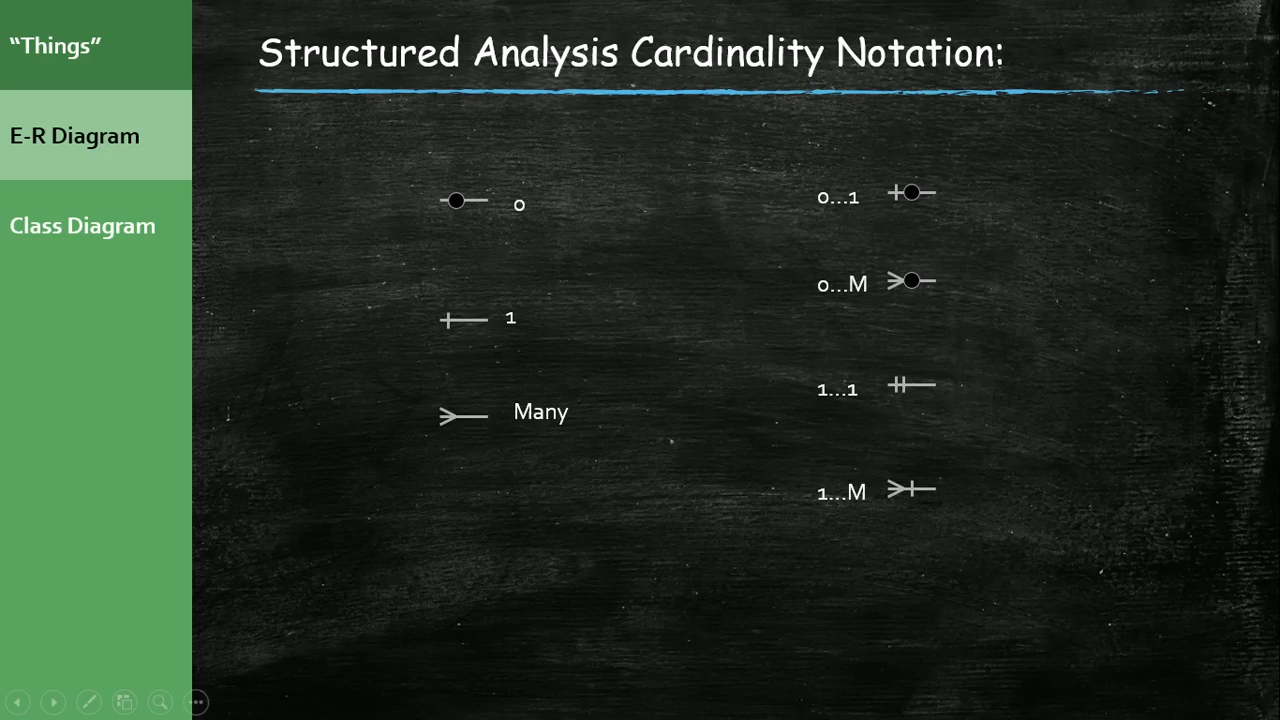 “Things”
E-R Diagram
Class Diagram
Structured Analysis Cardinality Notation:
0
1
Many
0...1
0...M
1...1
1...M